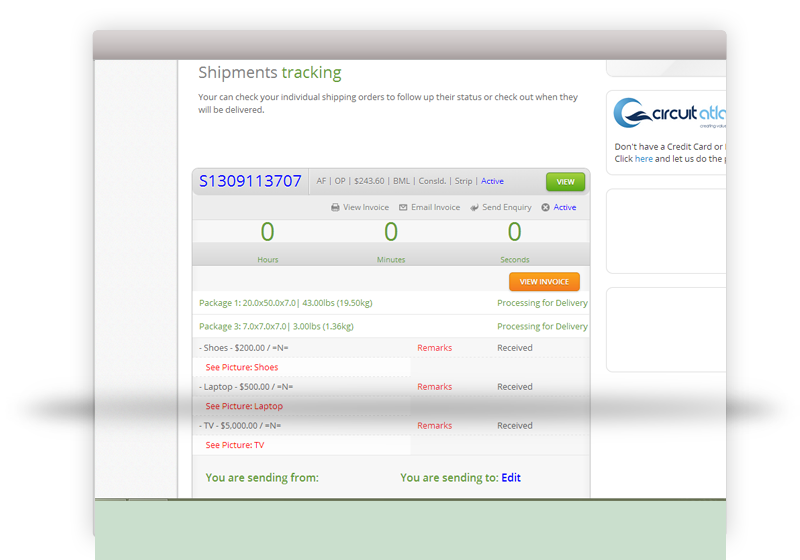 Shipments tracking
Your can check your individual shipping orders to follow up their status or check out when they
will be delivered.
S1309113707 AF | OP | $243.60 | BML | Consld. | Strip | Active VIEW
View Invoice Email Invoice Send Enquiry Active
0 0 0
Hours Minutes Seconds
VIEW INVOICE
Package 1: 20.0x50.0x7.0| 43.00lbs (19.50kg) Processing for Delivery
Package 3: 7.0x7.0x7.0| 3.00lbs (1.36kg) Processing for Delivery
- Shoes - $200.00 / =N= Remarks Received
See Picture: Shoes
- Laptop - $500.00 / =N= Remarks Received
See Picture: Laptop
- TV - $5,000.00 / =N= Remarks Received
See Picture: TV
You are sending from: You are sending to: Edit
circuit atla
creating value
Don't have a Credit Card or
Click here and let us do the